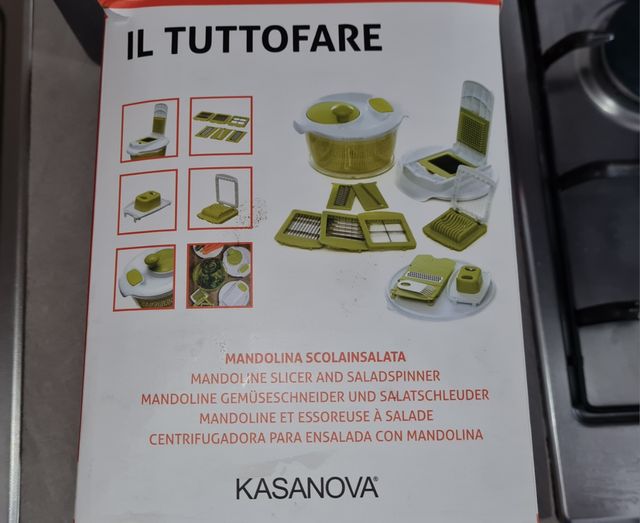 IL TUTTOFARE
MANDOLINA SCOLAINSALATA
MANDOLINE SLICER AND SALADSPINNER
MANDOLINE GEMÜSESCHNEIDER UND SALATSCHLEUDER
MANDOLINE ET ESSOREUSE À SALADE
CENTRIFUGADORA PARA ENSALADA CON MANDOLINA
KASANOVA®